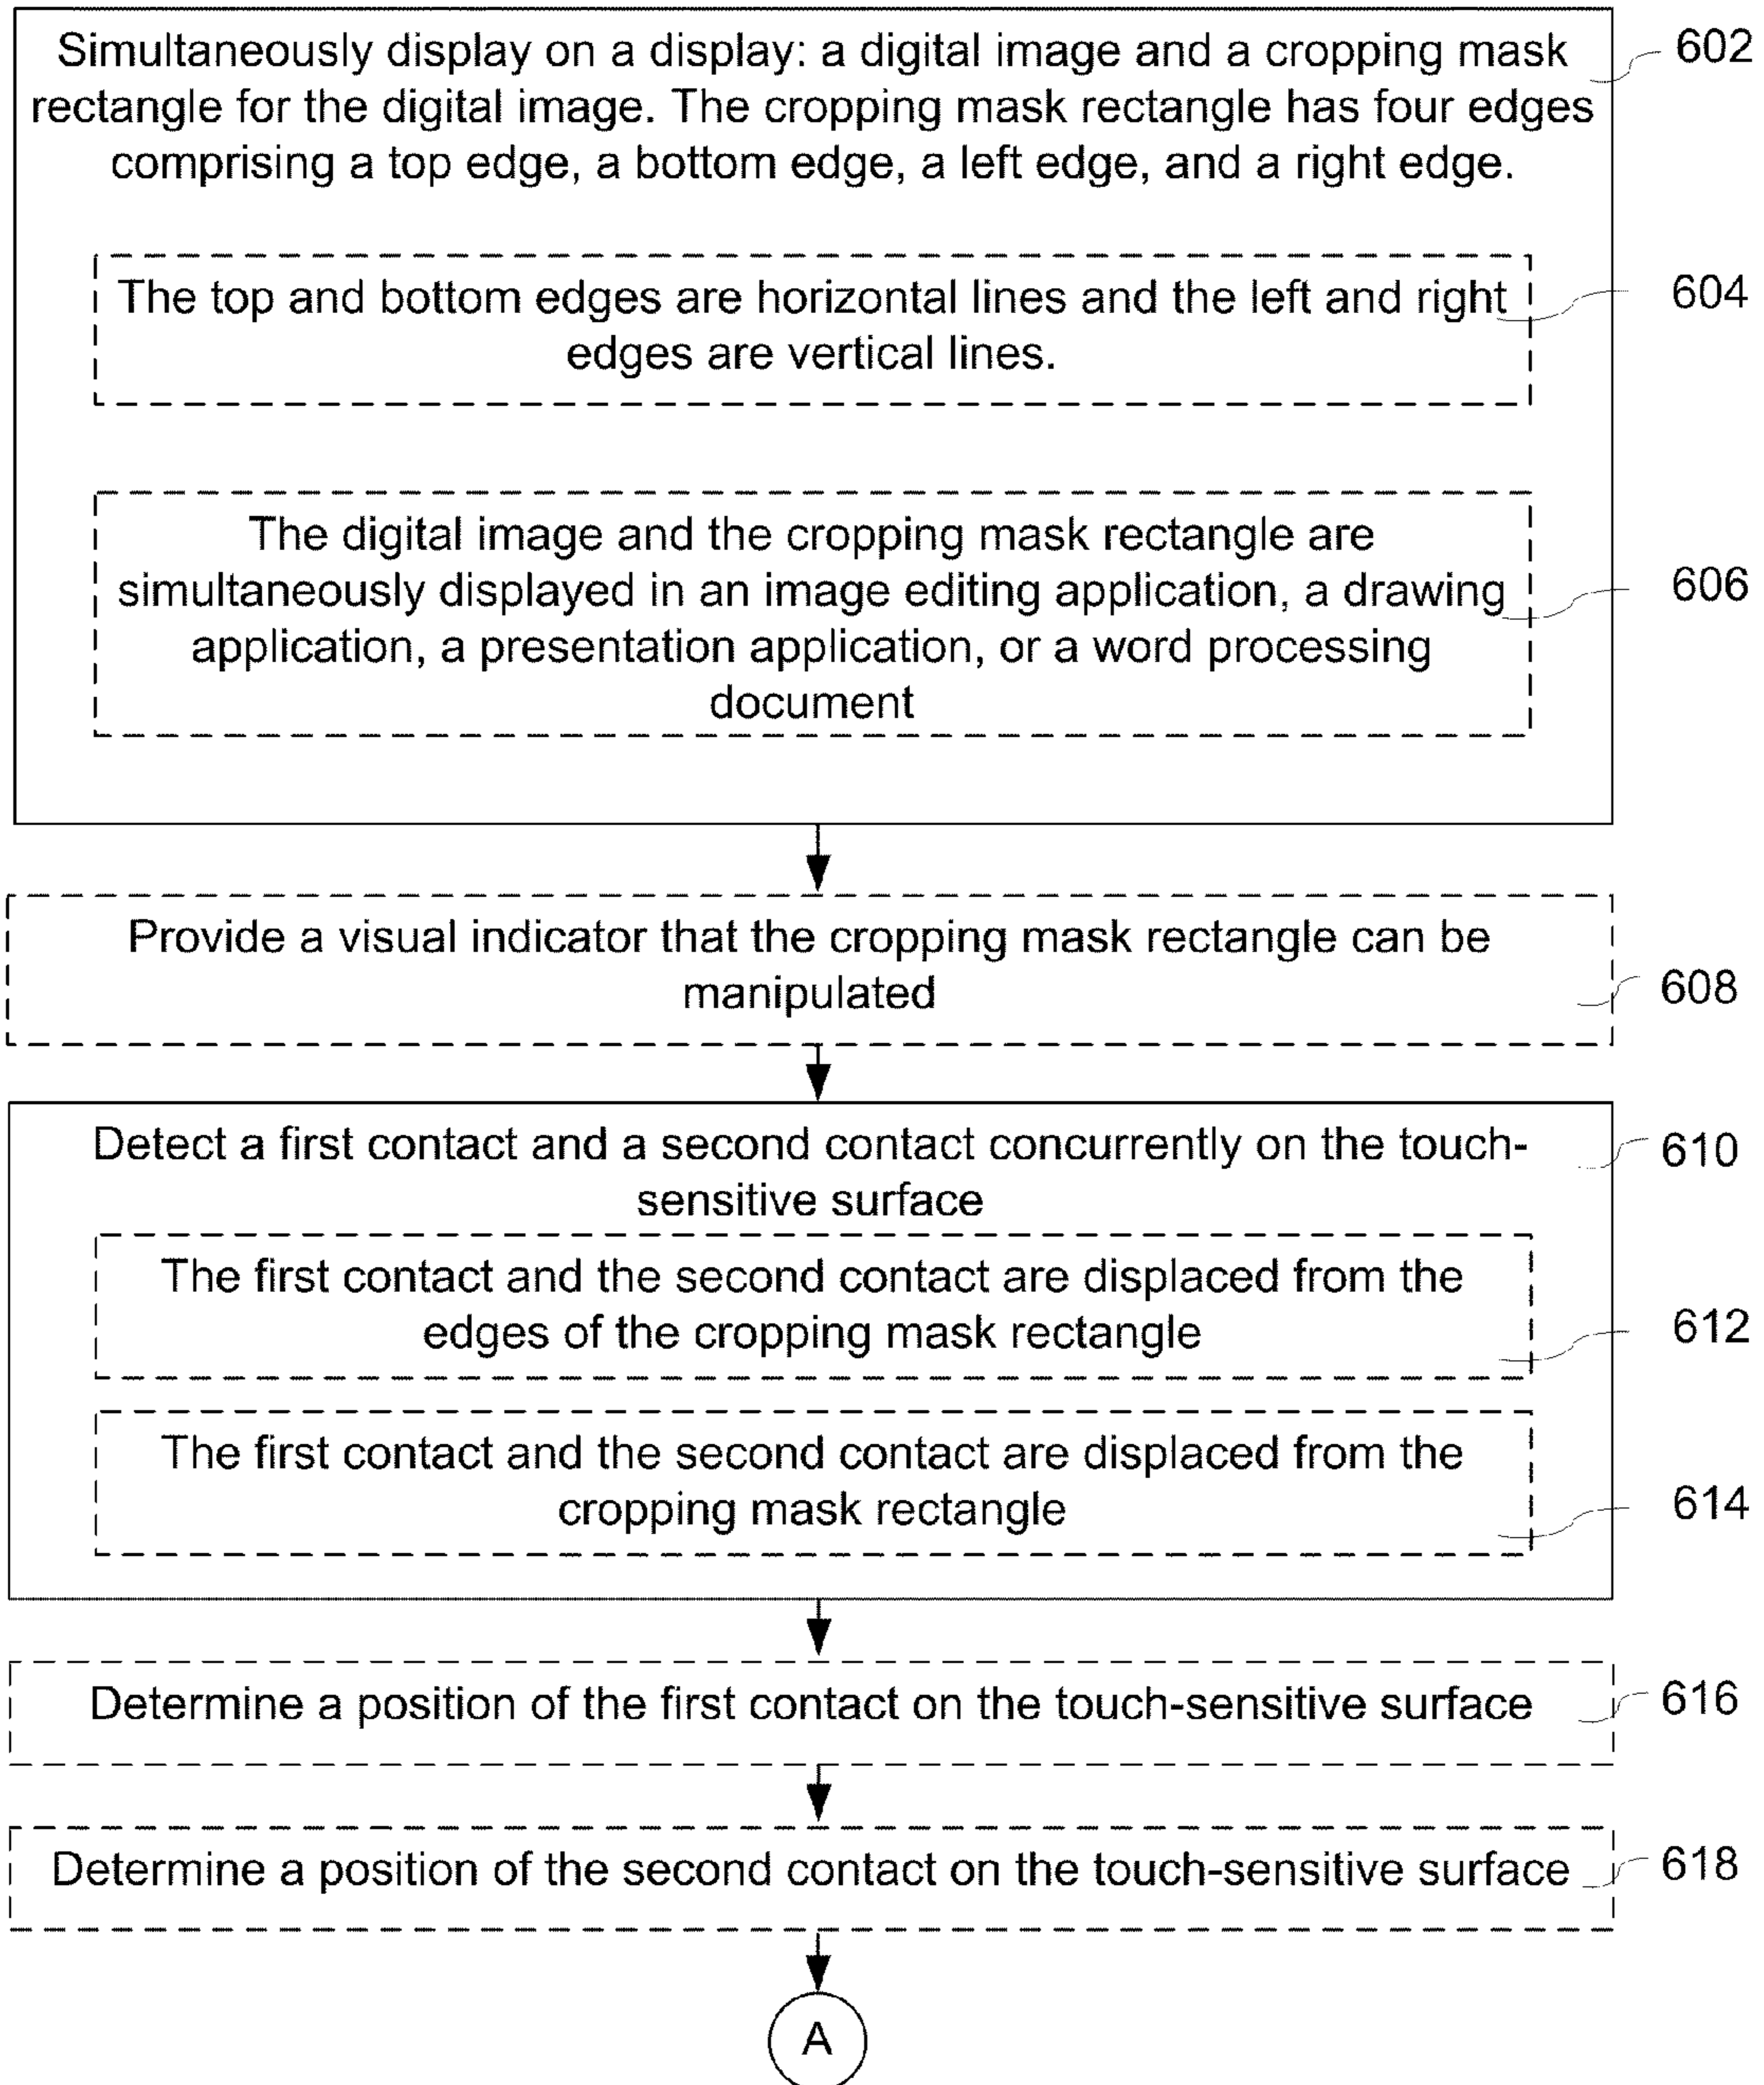 Simultaneously display on a display: a digital image and a cropping mask
602
rectangle for the digital image. The cropping mask rectangle has four edges
comprising a top edge, a bottom edge, a left edge, and a right edge.
The top and bottom edges are horizontal lines and the left and right
604
edges are vertical lines.
The digital image and the cropping mask rectangle are
simultaneously displayed in an image editing application, a drawing
606
application, a presentation application, or a word processing
document
Provide a visual indicator that the cropping mask rectangle can be
manipulated
608
Detect a first contact and a second contact concurrently on the touch-
610
sensitive surface
The first contact and the second contact are displaced from the
edges of the cropping mask rectangle
612
The first contact and the second contact are displaced from the
cropping mask rectangle
614
Determine a position of the first contact on the touch-sensitive surface
616
Determine a position of the second contact on the touch-sensitive surface
618
A